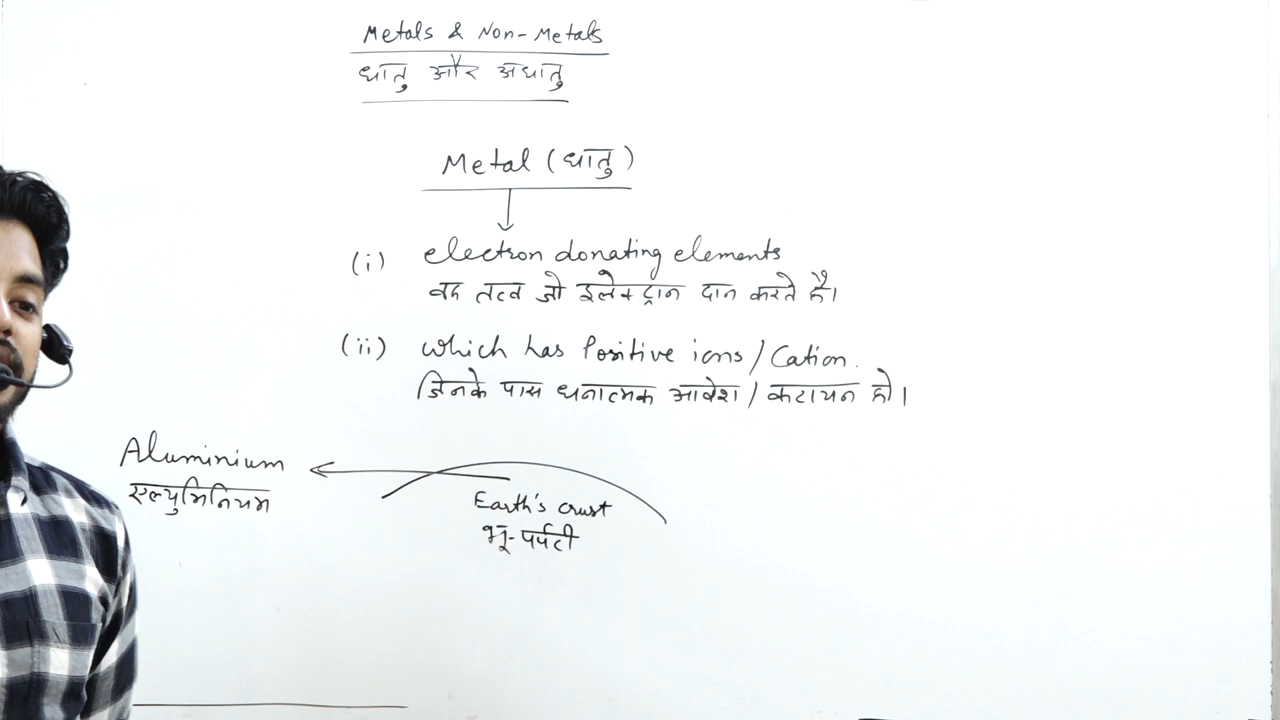 Metals & Non-Metals
धातु और अधातु
Metal (धातु)
(i) electron donating elements
वह तत्व जो इलेक्ट्रान दान करते है।
(ii) which has Positive ions / Cation.
जिनके पास धनात्मक आवेश / कटायन हो।
Aluminium
एल्युमिनियम
Earth's crust
भू-पर्पटी